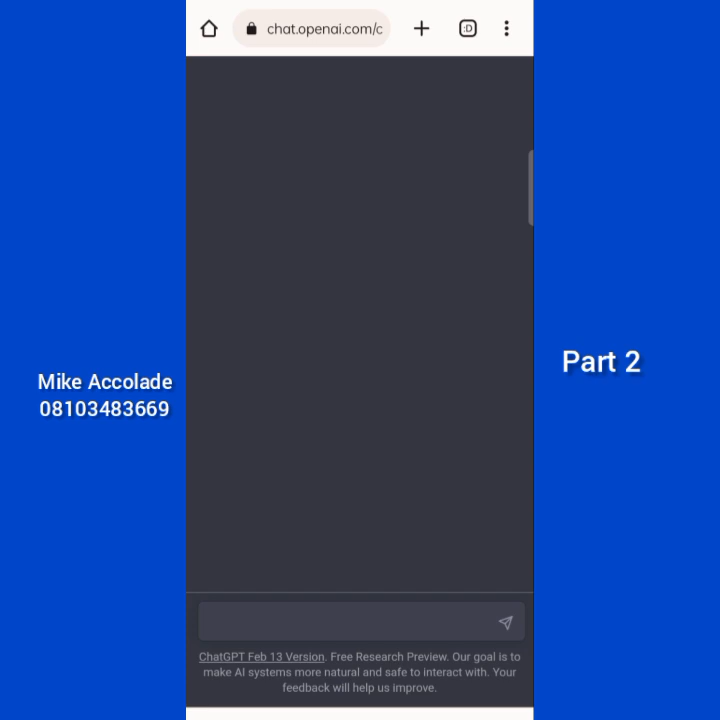 chat.openai.com/c
:D
Mike Accolade
08103483669
Part 2
ChatGPT Feb 13 Version. Free Research Preview. Our goal is to
make AI systems more natural and safe to interact with. Your
feedback will help us improve.